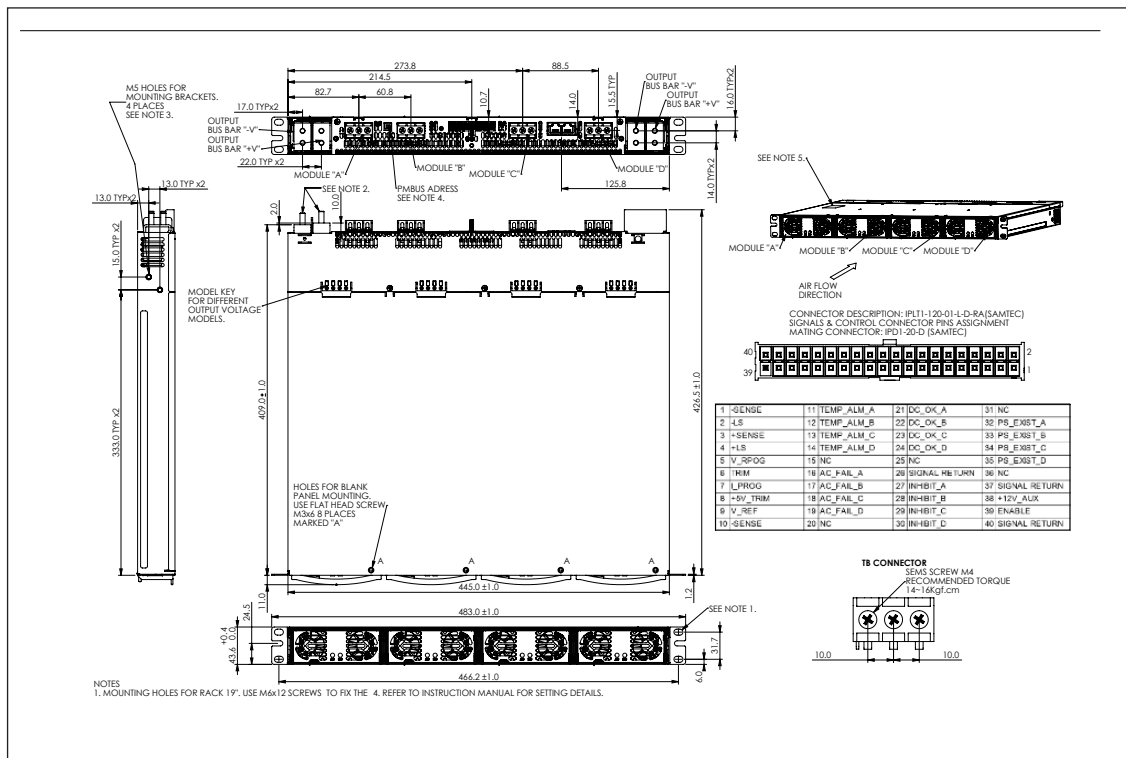 273.8
88.5
214.5
82.7
60.8
10.7
14.0
15.5 TYP
16.0 TYPx2
OUTPUT
BUS BAR "-V"
OUTPUT
BUS BAR "+V"
M5 HOLES FOR
MOUNTING BRACKETS.
4 PLACES
SEE NOTE 3.
17.0 TYPx2
OUTPUT
BUS BAR "-V"
OUTPUT
BUS BAR "+V"
22.0 TYP x2
MODULE "A"
MODULE "B"
MODULE "C"
MODULE "D"
PMBUS ADRESS
SEE NOTE 4.
125.8
14.0 TYPx2
13.0 TYP x2
13.0 TYPx2
15.0 TYP x2
333.0 TYP x2
SEE NOTE 2.
2.0
10.0
MODEL KEY
FOR DIFFERENT
OUTPUT VOLTAGE
MODELS.
409.0±1.0
426.5 ±1.0
HOLES FOR BLANK
PANEL MOUNTING.
USE FLAT HEAD SCREW
M3x6 8 PLACES
MARKED "A"
A
A
A
A
11.0
1.2
445.0 ±1.0
483.0 ±1.0
SEE NOTE 1.
24.5
+0.4
0.0
43.6
31.7
6.0
466.2 ±1.0
SEE NOTE 5.
MODULE "A"
MODULE "B"
MODULE "C"
MODULE "D"
AIR FLOW
DIRECTION
CONNECTOR DESCRIPTION: IPLT1-120-01-L-D-RA(SAMTEC)
SIGNALS & CONTROL CONNECTOR PINS ASSIGNMENT
MATING CONNECTOR: IPD1-20-D (SAMTEC)
40
2
39
1
1 -SENSE 11 TEMP_ALM_A 21 DC_OK_A 31 NC
2 -LS 12 TEMP_ALM_B 22 DC_OK_B 32 PS_EXIST_A
3 +SENSE 13 TEMP_ALM_C 23 DC_OK_C 33 PS_EXIST_B
4 +LS 14 TEMP_ALM_D 24 DC_OK_D 34 PS_EXIST_C
5 V_RPOG 15 NC 25 NC 35 PS_EXIST_D
6 TRIM 16 AC_FAIL_A 26 SIGNAL RETURN 36 NC
7 I_PROG 17 AC_FAIL_B 27 INHIBIT_A 37 SIGNAL RETURN
8 +5V_TRIM 18 AC_FAIL_C 28 INHIBIT_B 38 +12V_AUX
9 V_REF 19 AC_FAIL_D 29 INHIBIT_C 39 ENABLE
10 -SENSE 20 NC 30 INHIBIT_D 40 SIGNAL RETURN
TB CONNECTOR
SEMS SCREW M4
RECOMMENDED TORQUE
14~16Kgf.cm
10.0
10.0
NOTES
1. MOUNTING HOLES FOR RACK 19". USE M6x12 SCREWS TO FIX THE 4. REFER TO INSTRUCTION MANUAL FOR SETTING DETAILS.